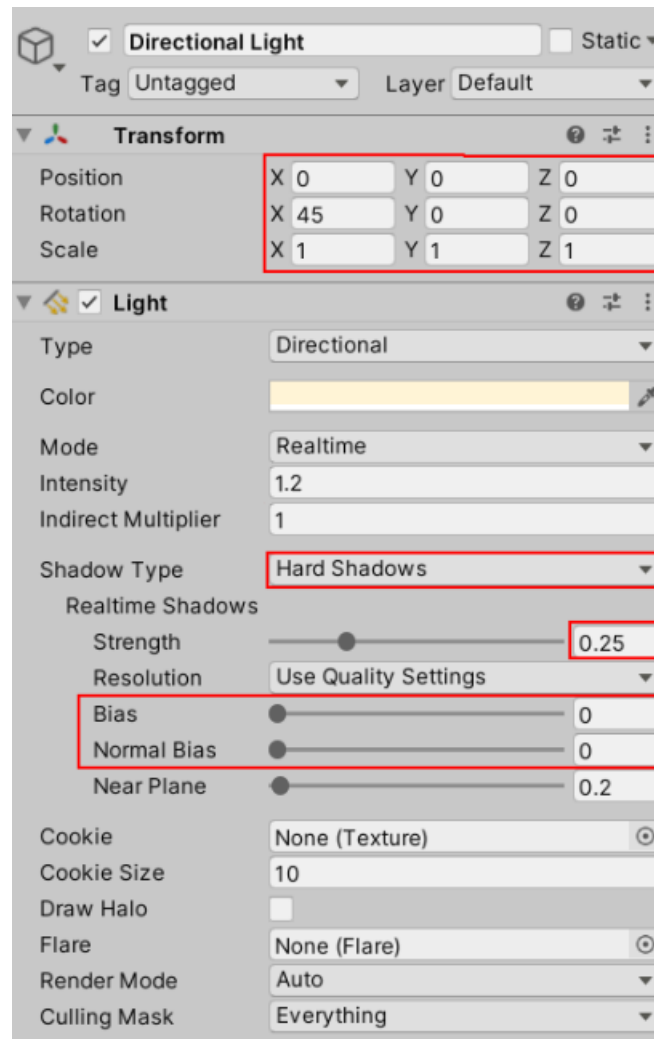 Directional Light Static
Tag Untagged Layer Default
Transform
Position X 0 Y 0 Z 0
Rotation X 45 Y 0 Z 0
Scale X 1 Y 1 Z 1
Light
Type Directional
Color
Mode Realtime
Intensity 1.2
Indirect Multiplier 1
Shadow Type Hard Shadows
Realtime Shadows
Strength 0.25
Resolution Use Quality Settings
Bias 0
Normal Bias 0
Near Plane 0.2
Cookie None (Texture)
Cookie Size 10
Draw Halo
Flare None (Flare)
Render Mode Auto
Culling Mask Everything